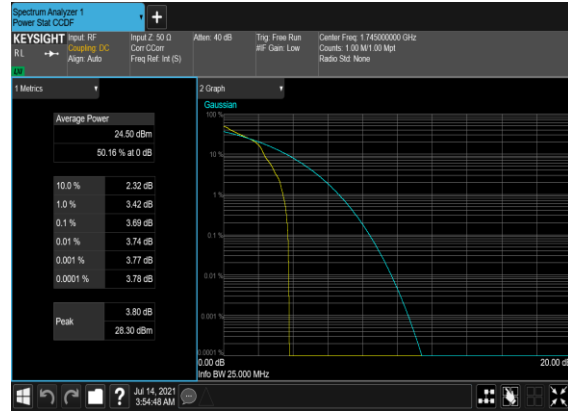 Spectrum Analyzer 1
Power Stat CCDF
KEYSIGHT
RL
LM
Input: RF
Coupling: DC
Align: Auto
Input Z: 50 Ω
Corr CCorr
Freq Ref: Int (S)
Atten: 40 dB
Trig: Free Run
#IF Gain: Low
Center Freq: 1.745000000 GHz
Counts: 1.00 M/1.00 Mpt
Radio Std: None
1 Metrics
Average Power
24.50 dBm
50.16 % at 0 dB
10.0 % 2.32 dB
1.0 % 3.42 dB
0.1 % 3.69 dB
0.01 % 3.74 dB
0.001 % 3.77 dB
0.0001 % 3.78 dB
Peak
3.80 dB
28.30 dBm
2 Graph
Gaussian
100 %
10 %
1 %
0.1 %
0.01 %
0.001 %
0.0001 %
0.00 dB
20.00 dB
Info BW 25.000 MHz
?
Jul 14, 2021
3:54:48 AM